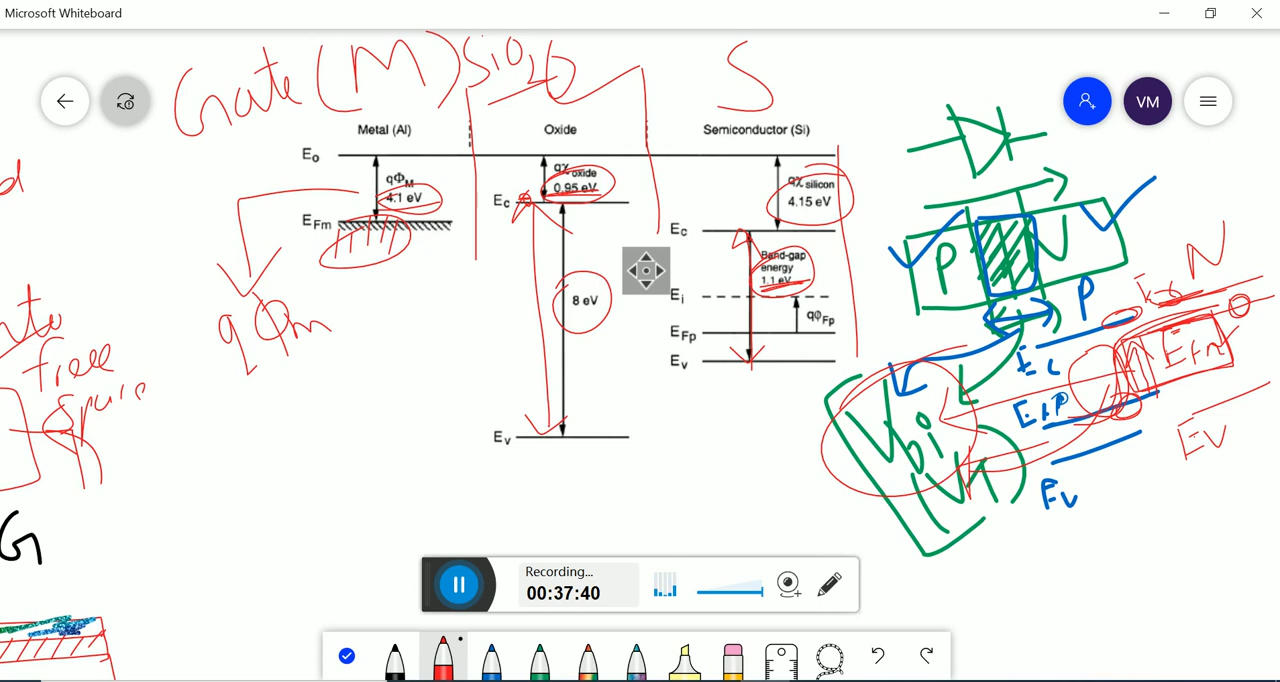 Microsoft Whiteboard
Gate (M) SiO2 S
VM
Metal (Al) Oxide Semiconductor (Si)
Eo
qΦM
4.1 eV
EFm
qχoxide
0.95 eV
Ec
8 eV
Ev
qχsilicon
4.15 eV
Ec
Band-gap
energy
1.1 eV
Ei
qΦFp
EFp
Ev
qΦm
free
G
P N
P N
Ec
EFP EFn
Ev Ev
Vbi
(VT)
Recording...
00:37:40